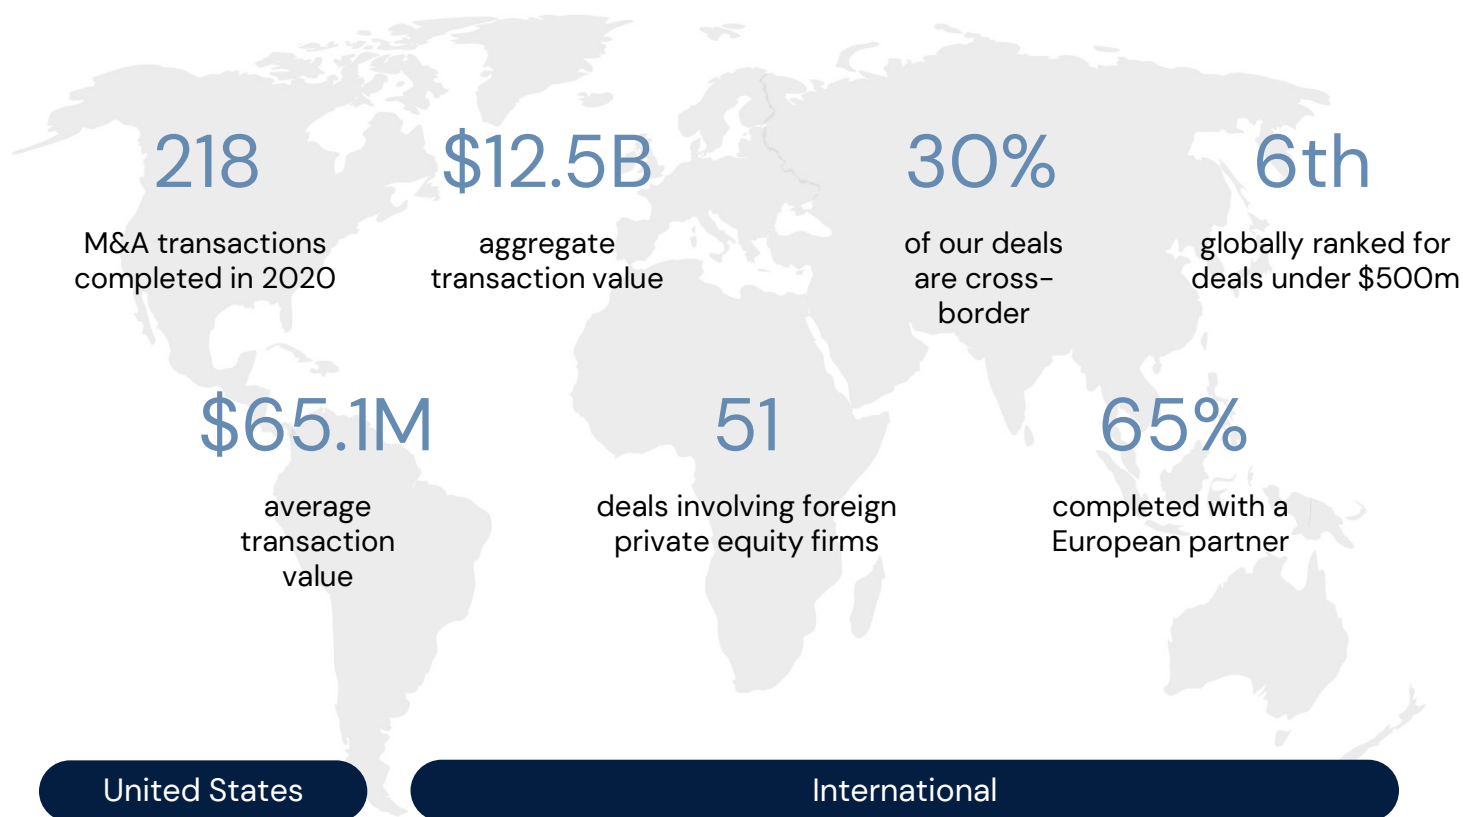 218
M&A transactions
completed in 2020
$12.5B
aggregate
transaction value
30%
of our deals
are cross-
border
6th
globally ranked for
deals under $500m
$65.1M
average
transaction
value
51
deals involving foreign
private equity firms
65%
completed with a
European partner
United States
International